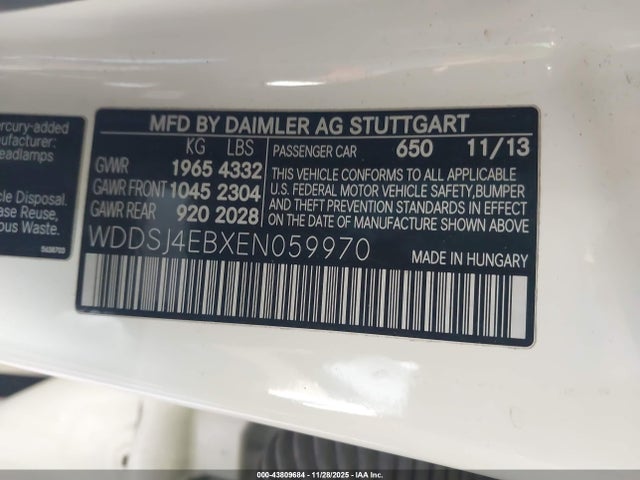 ercury-added
anufacturer:
eadlamps
icle Disposal.
ease Reuse,
ous Waste.
MFD BY DAIMLER AG STUTTGART
KG LBS
GVWR 1965 4332
GAWR FRONT 1045 2304
GAWR REAR 920 2028
PASSENGER CAR 650 11/13
THIS VEHICLE CONFORMS TO ALL APPLICABLE
U.S. FEDERAL MOTOR VEHICLE SAFETY,BUMPER
AND THEFT PREVENTION STANDARDS IN EFFECT
ON THE DATE OF MANUFACTURE SHOWN ABOVE
WDDSJ4EBXEN059970
MADE IN HUNGARY
000-43809684 | 11/28/2025 | IAA Inc.